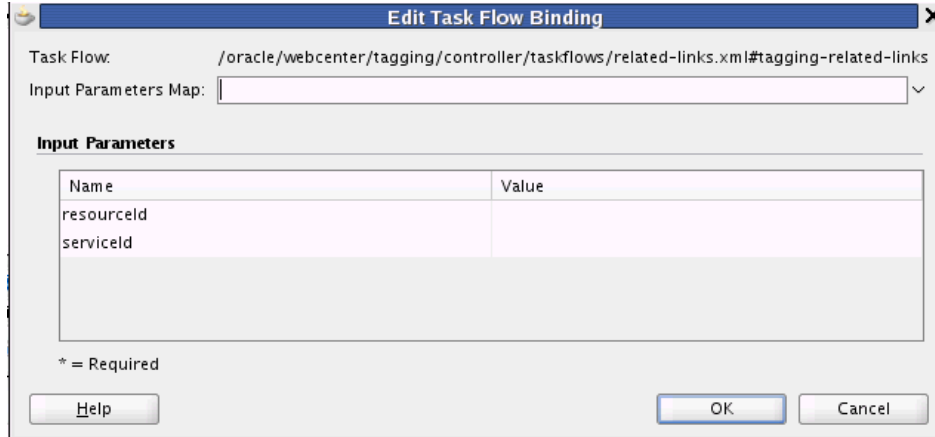 Edit Task Flow Binding
Task Flow: /oracle/webcenter/tagging/controller/taskflows/related-links.xml#tagging-related-links
Input Parameters Map:
Input Parameters
Name Value
resourceId
serviceId
* = Required
Help OK Cancel